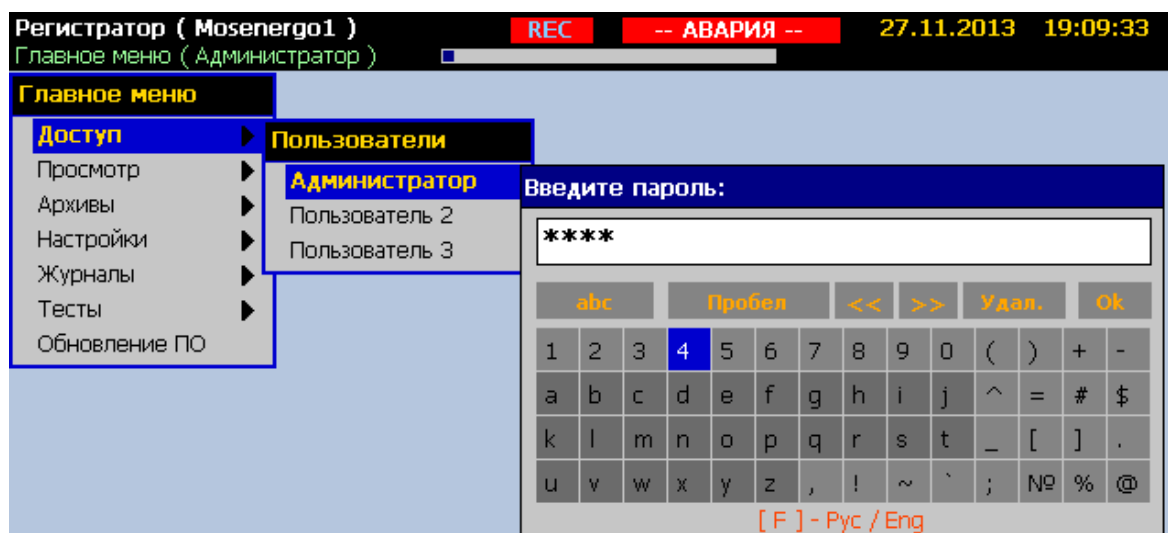 Регистратор ( Mosenergo1 ) REC -- АВАРИЯ -- 27.11.2013 19:09:33
Главное меню ( Администратор )
Главное меню
Доступ
Просмотр
Архивы
Настройки
Журналы
Тесты
Обновление ПО
Пользователи
Администратор
Пользователь 2
Пользователь 3
Введите пароль:
****
abc Пробел << >> Удал. Ok
1 2 3 4 5 6 7 8 9 0 ( ) + -
a b c d e f g h i j ^ = # $
k l m n o p q r s t _ [ ] .
u v w x y z , ! ~ ` ; № % @
[ F ] - Рус / Eng